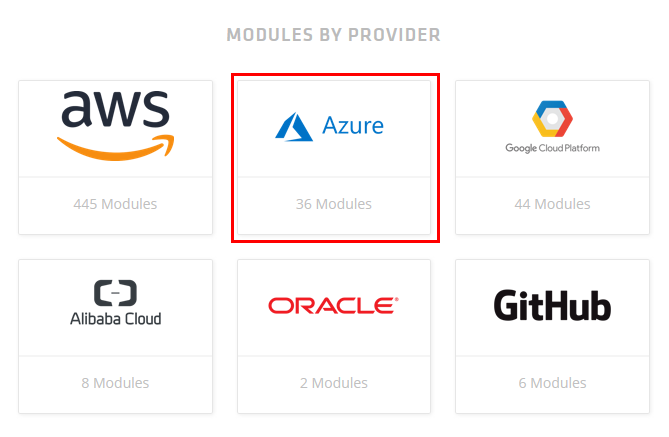 MODULES BY PROVIDER
aws
Azure
Google Cloud Platform
445 Modules
36 Modules
44 Modules
Alibaba Cloud
ORACLE®
GitHub
8 Modules
2 Modules
6 Modules